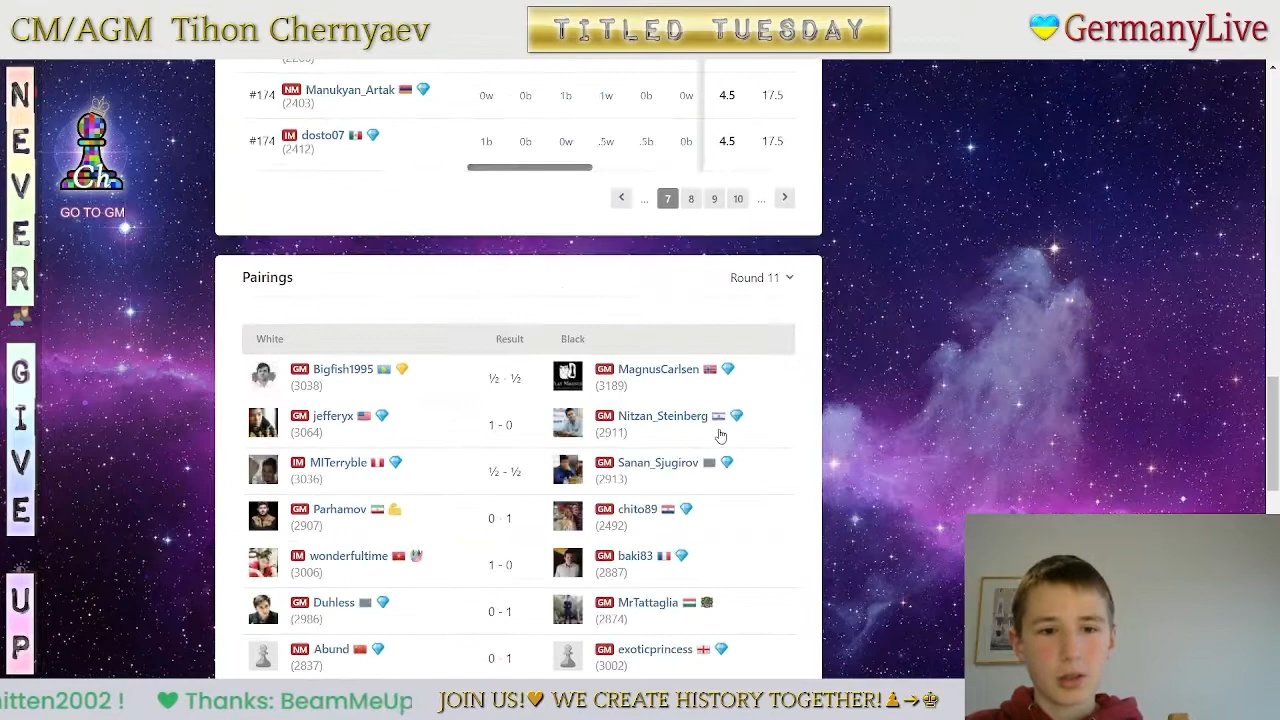 CM/AGM Tihon Chernyaev
TITLED TUESDAY
GermanyLive
NEVER
GIVE
UP
Ch
GO TO GM
#174 NM Manukyan_Artak 0w 0b 1b 1w 0b 0w 4.5 17.5
(2403)
#174 IM dosto07 1b 0b 0w .5w .5b 0b 4.5 17.5
(2412)
... 7 8 9 10 ...
Pairings Round 11
White Result Black
GM Bigfish1995 ½ - ½ GM MagnusCarlsen
(3038) (3189)
GM jefferyx 1 - 0 GM Nitzan_Steinberg
(3064) (2911)
IM MITerryble ½ - ½ GM Sanan_Sjugirov
(3036) (2913)
GM Parhamov 0 - 1 GM chito89
(2907) (2492)
IM wonderfultime 1 - 0 GM baki83
(3006) (2887)
GM Duhless 0 - 1 GM MrTattaglia
(2986) (2874)
NM Abund 0 - 1 GM exoticprincess
(2837) (3002)
nitten2002 ! Thanks: BeamMeUp JOIN US! WE CREATE HISTORY TOGETHER!